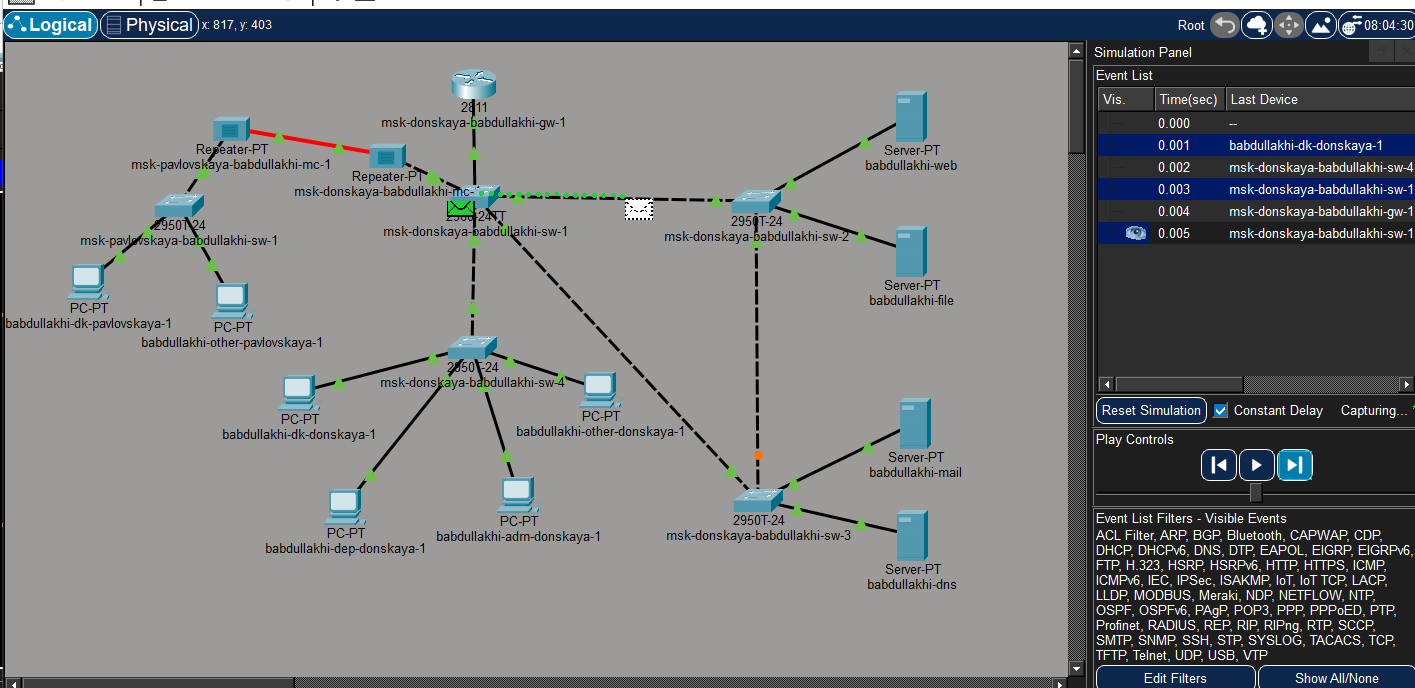 Logical
Physical
x: 817, y: 403
Root
08:04:30
2811
msk-donskaya-babdullakhi-gw-1
Repeater-PT
msk-pavlovskaya-babdullakhi-mc-1
Repeater-PT
msk-donskaya-babdullakhi-mc-
2950T-24
msk-pavlovskaya-babdullakhi-sw-1
msk-donskaya-babdullakhi-sw-1
2950T-24
msk-donskaya-babdullakhi-sw-2
Server-PT
babdullakhi-web
Server-PT
babdullakhi-file
PC-PT
babdullakhi-dk-pavlovskaya-1
PC-PT
babdullakhi-other-pavlovskaya-1
2950T-24
msk-donskaya-babdullakhi-sw-4
PC-PT
babdullakhi-dk-donskaya-1
PC-PT
babdullakhi-other-donskaya-1
PC-PT
babdullakhi-dep-donskaya-1
PC-PT
babdullakhi-adm-donskaya-1
Server-PT
babdullakhi-mail
2950T-24
msk-donskaya-babdullakhi-sw-3
Server-PT
babdullakhi-dns
Simulation Panel
Event List
Vis. Time(sec) Last Device
0.000 --
0.001 babdullakhi-dk-donskaya-1
0.002 msk-donskaya-babdullakhi-sw-4
0.003 msk-donskaya-babdullakhi-sw-1
0.004 msk-donskaya-babdullakhi-gw-1
0.005 msk-donskaya-babdullakhi-sw-1
Reset Simulation
Constant Delay
Capturing...
Play Controls
Event List Filters - Visible Events
ACL Filter, ARP, BGP, Bluetooth, CAPWAP, CDP,
DHCP, DHCPv6, DNS, DTP, EAPOL, EIGRP, EIGRPv6,
FTP, H.323, HSRP, HSRPv6, HTTP, HTTPS, ICMP,
ICMPv6, IEC, IPSec, ISAKMP, IoT, IoT TCP, LACP,
LLDP, MODBUS, Meraki, NDP, NETFLOW, NTP,
OSPF, OSPFv6, PAgP, POP3, PPP, PPPoED, PTP,
Profinet, RADIUS, REP, RIP, RIPng, RTP, SCCP,
SMTP, SNMP, SSH, STP, SYSLOG, TACACS, TCP,
TFTP, Telnet, UDP, USB, VTP
Edit Filters
Show All/None